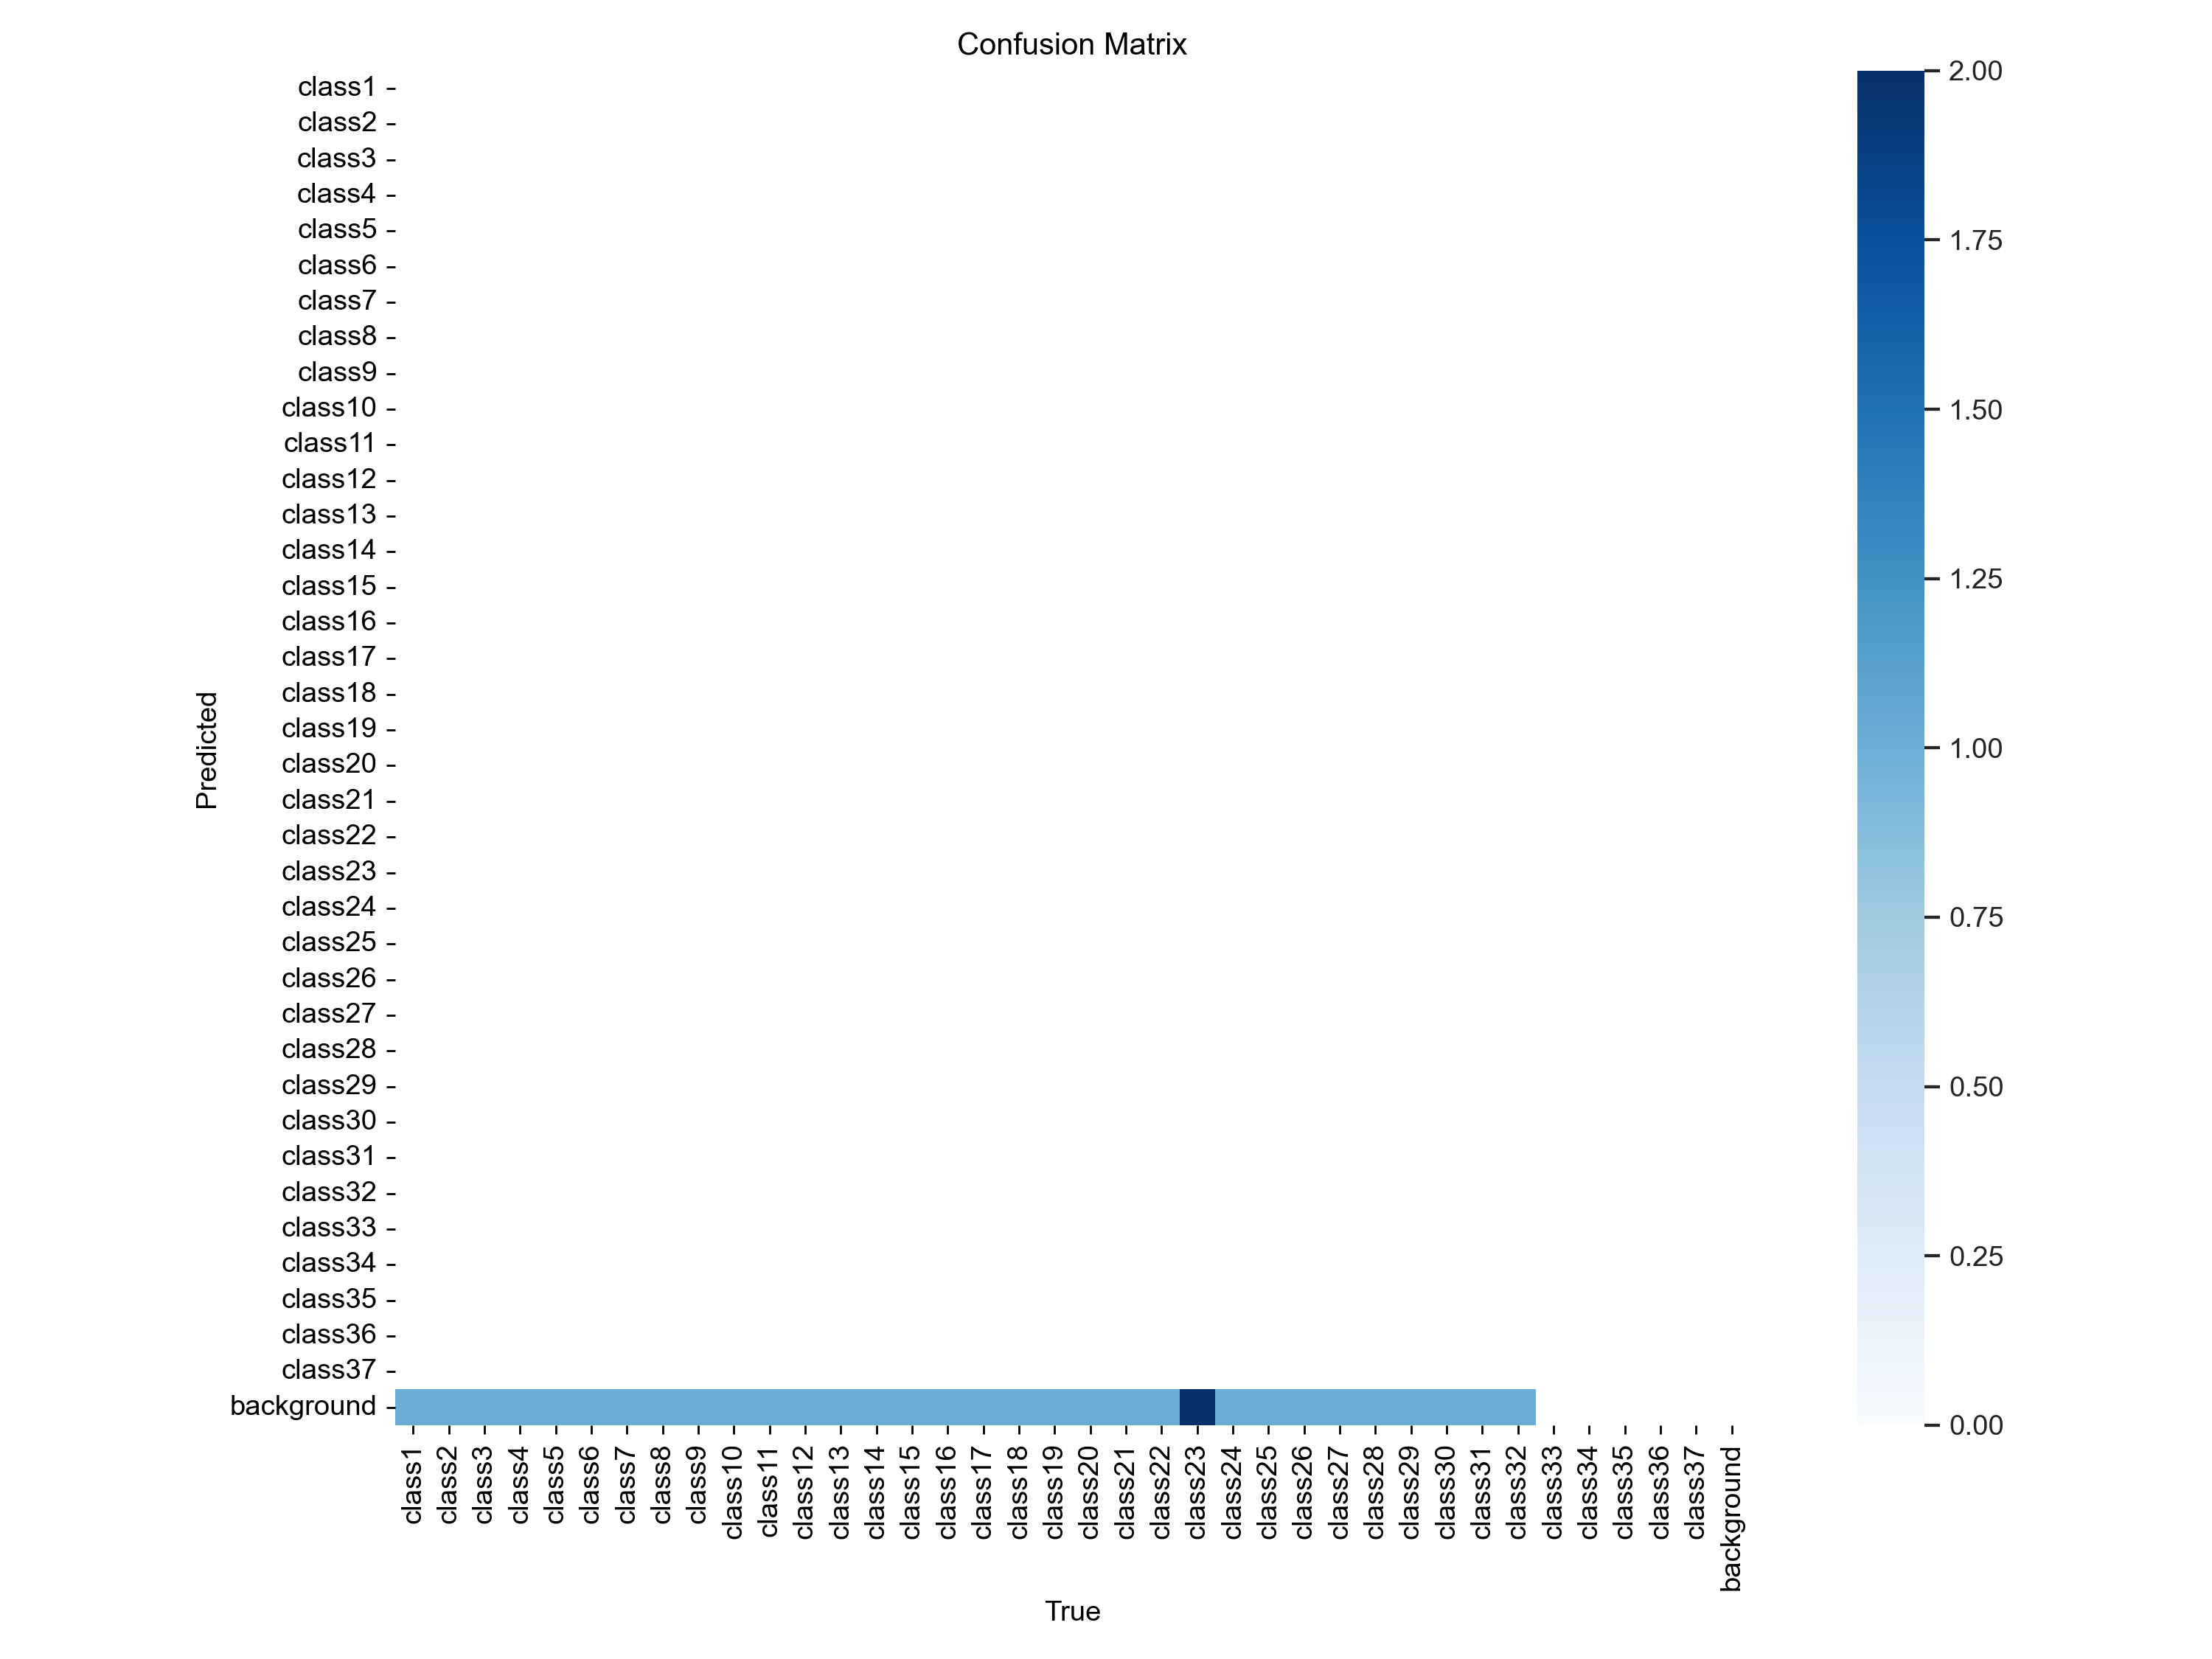 Confusion Matrix
class1
class2
class3
class4
class5
class6
class7
class8
class9
class10
class11
class12
class13
class14
class15
class16
class17
class18
class19
class20
class21
class22
class23
class24
class25
class26
class27
class28
class29
class30
class31
class32
class33
class34
class35
class36
class37
background
Predicted
class1
class2
class3
class4
class5
class6
class7
class8
class9
class10
class11
class12
class13
class14
class15
class16
class17
class18
class19
class20
class21
class22
class23
class24
class25
class26
class27
class28
class29
class30
class31
class32
class33
class34
class35
class36
class37
background
True
2.00
1.75
1.50
1.25
1.00
0.75
0.50
0.25
0.00